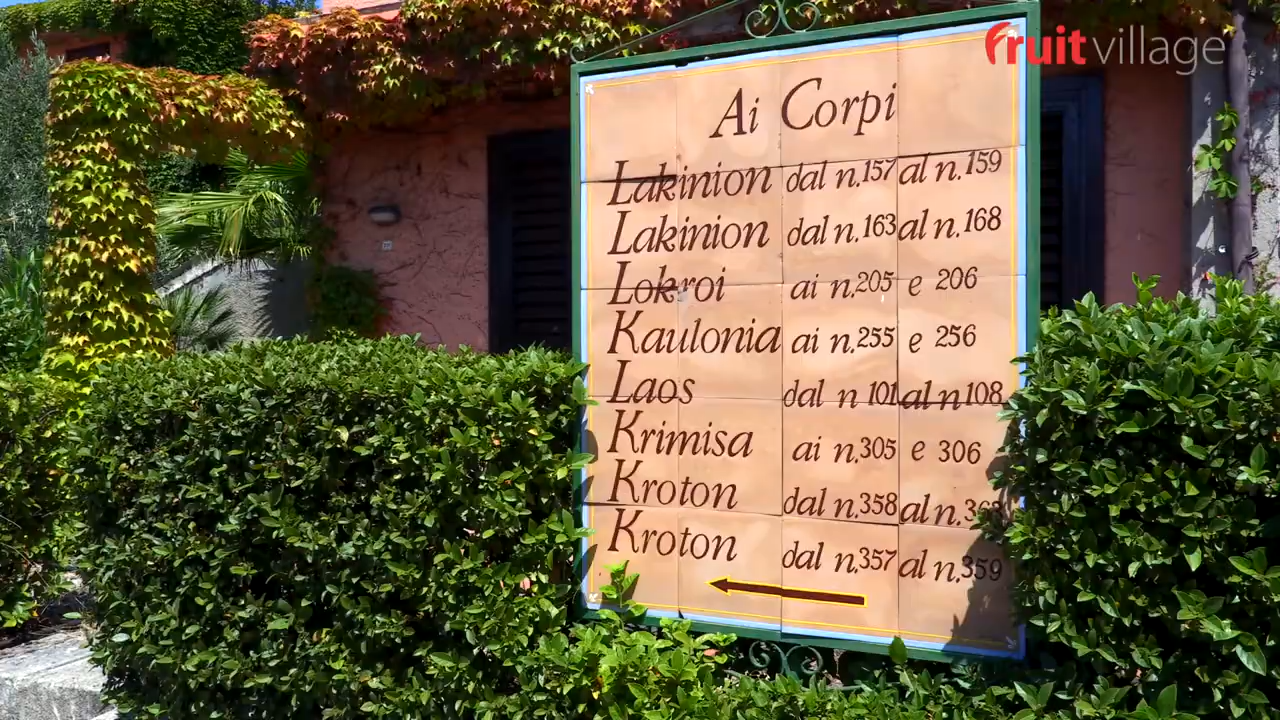 fruit village
Ai Corpi
Lakinion dal n.157 al n.159
Lakinion dal n.163 al n.168
Lokroi ai n.205 e 206
Kaulonia ai n.255 e 256
Laos dal n 101 al n 108
Krimisa ai n.305 e 306
Kroton dal n.358 al
Kroton dal n.357 al n.359